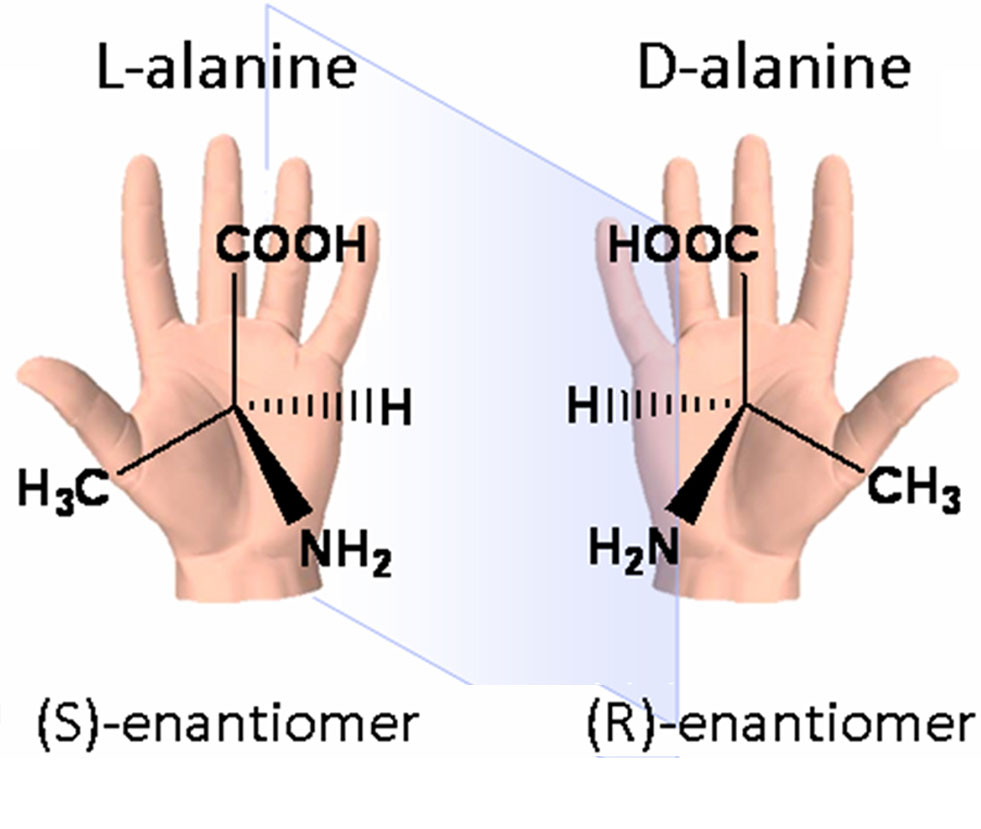 L-alanine
D-alanine
COOH
HOOC
H
H
H₃C
CH₃
NH₂
H₂N
(S)-enantiomer
(R)-enantiomer